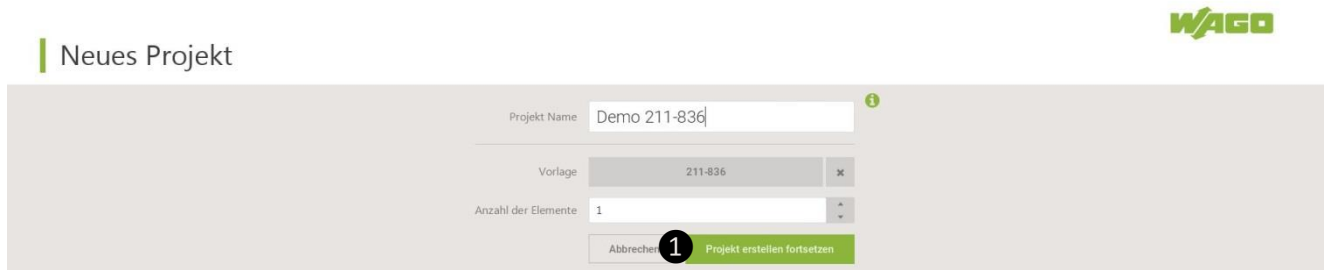 WAGO
Neues Projekt
Projekt Name Demo 211-836
Vorlage 211-836
Anzahl der Elemente 1
Abbrechen 1 Projekt erstellen fortsetzen